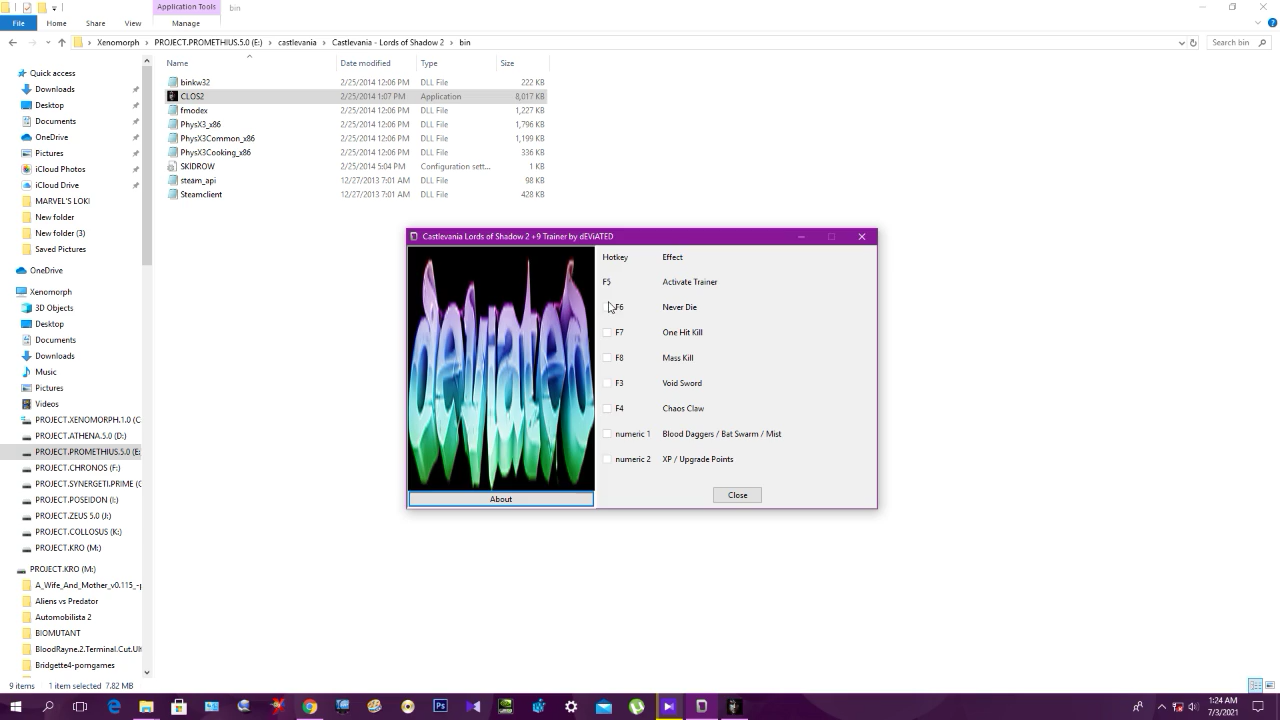 Application Tools
bin
File
Home
Share
View
Manage
Xenomorph
PROJECT.PROMETHIUS.5.0 (E:)
castlevania
Castlevania - Lords of Shadow 2
bin
Search bin
Name
Date modified
Type
Size
binkw32 2/25/2014 12:06 PM DLL File 222 KB
CLOS2 2/25/2014 1:07 PM Application 8,017 KB
fmodex 2/25/2014 12:06 PM DLL File 1,227 KB
PhysX3_x86 2/25/2014 12:06 PM DLL File 1,796 KB
PhysX3Common_x86 2/25/2014 12:06 PM DLL File 1,199 KB
PhysX3Cooking_x86 2/25/2014 12:06 PM DLL File 336 KB
SKIDROW 2/25/2014 5:04 PM Configuration sett... 1 KB
steam_api 12/27/2013 7:01 AM DLL File 98 KB
Steamclient 12/27/2013 7:01 AM DLL File 428 KB
Quick access
Downloads
Desktop
Documents
OneDrive
Pictures
iCloud Photos
iCloud Drive
MARVEL'S LOKI
New folder
New folder (3)
Saved Pictures
OneDrive
Xenomorph
3D Objects
Desktop
Documents
Downloads
Music
Pictures
Videos
PROJECT.XENOMORPH.1.0 (C
PROJECT.ATHENA.5.0 (D:)
PROJECT.PROMETHIUS.5.0 (E:
PROJECT.CHRONOS (F:)
PROJECT.SYNERGETI.PRIME (G
PROJECT.POSEIDON (I:)
PROJECT.ZEUS 5.0 (J:)
PROJECT.COLLOSUS (K:)
PROJECT.KRO (M:)
PROJECT.KRO (M:)
A_Wife_And_Mother_v0.115_-p
Aliens vs Predator
Automobilista 2
BIOMUTANT
BloodRayne.2.Terminal.Cut.Ul
Bridgette4-porngames
Castlevania Lords of Shadow 2 +9 Trainer by dEViATED
deviated
About
Hotkey Effect
F5 Activate Trainer
F6 Never Die
F7 One Hit Kill
F8 Mass Kill
F3 Void Sword
F4 Chaos Claw
numeric 1 Blood Daggers / Bat Swarm / Mist
numeric 2 XP / Upgrade Points
Close
9 items
1 item selected 7.82 MB
Ps
1:24 AM
7/3/2021